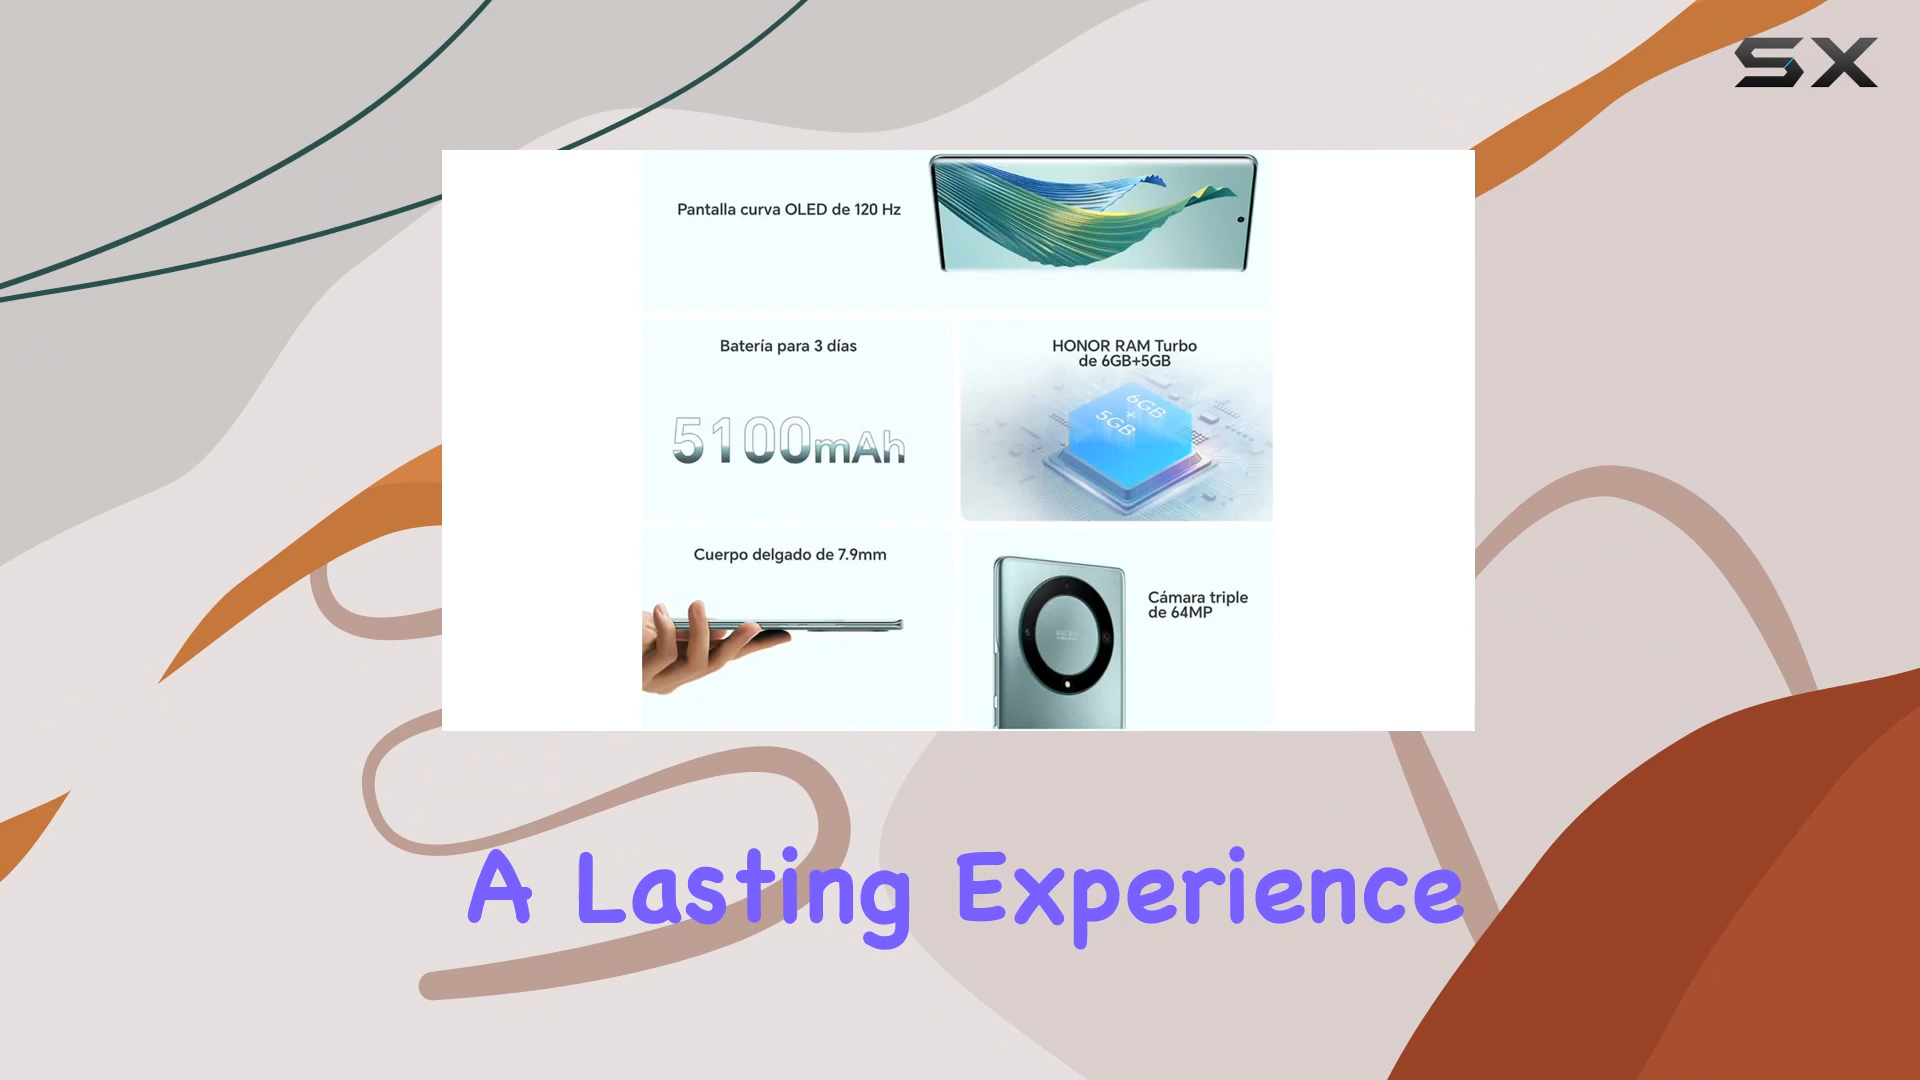 SX
Pantalla curva OLED de 120 Hz
Batería para 3 días
5100mAh
HONOR RAM Turbo
de 6GB+5GB
6GB
+
5GB
Cuerpo delgado de 7.9mm
Cámara triple
de 64MP
A Lasting Experience